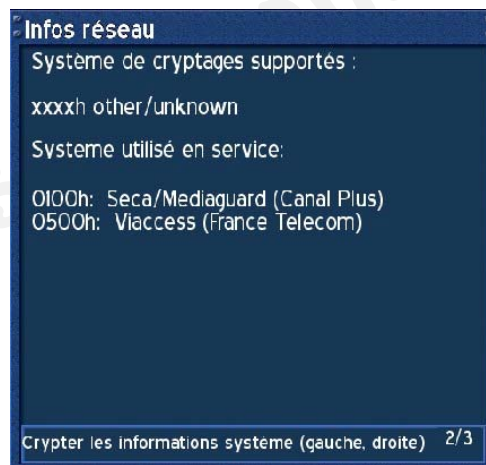 Infos réseau
Système de cryptages supportés :
xxxxh other/unknown
Systeme utilisé en service:
0100h: Seca/Mediaguard (Canal Plus)
0500h: Viaccess (France Telecom)
Crypter les informations système (gauche, droite) 2/3